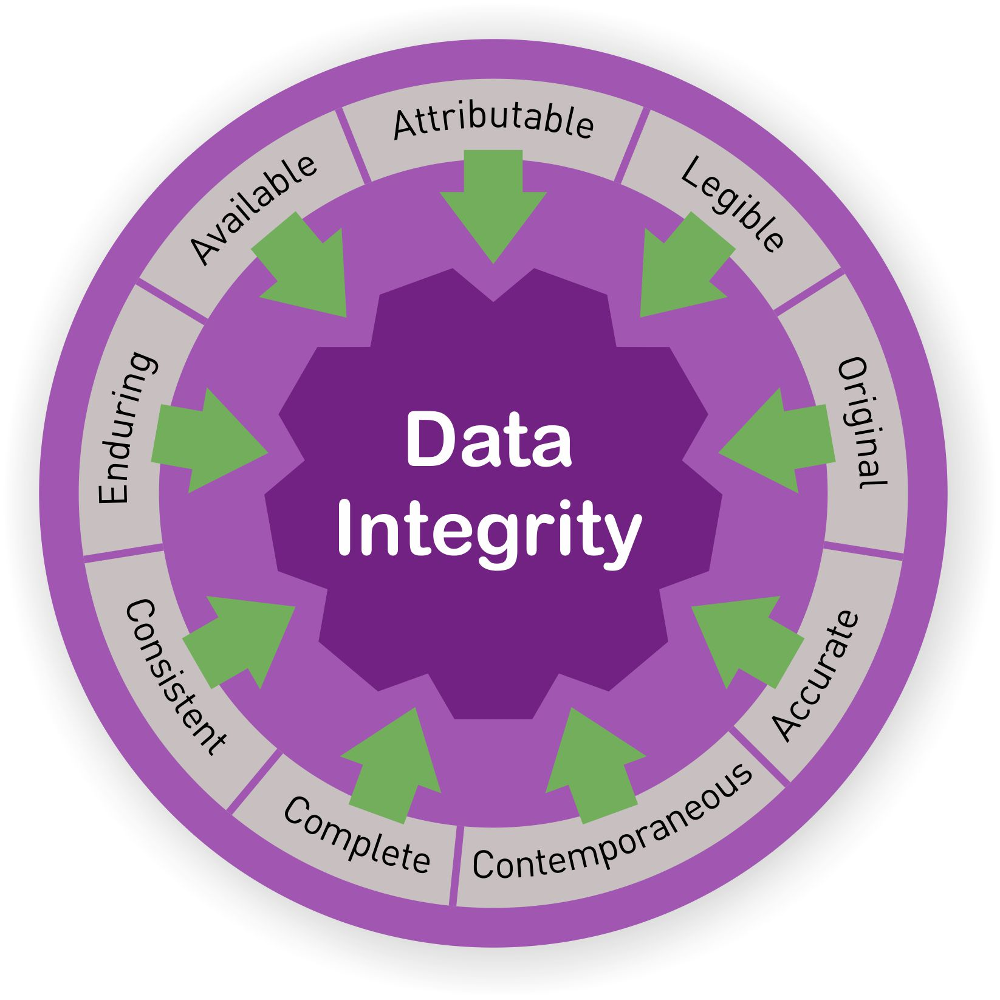 Attributable
Legible
Original
Accurate
Contemporaneous
Complete
Consistent
Enduring
Available
Data
Integrity